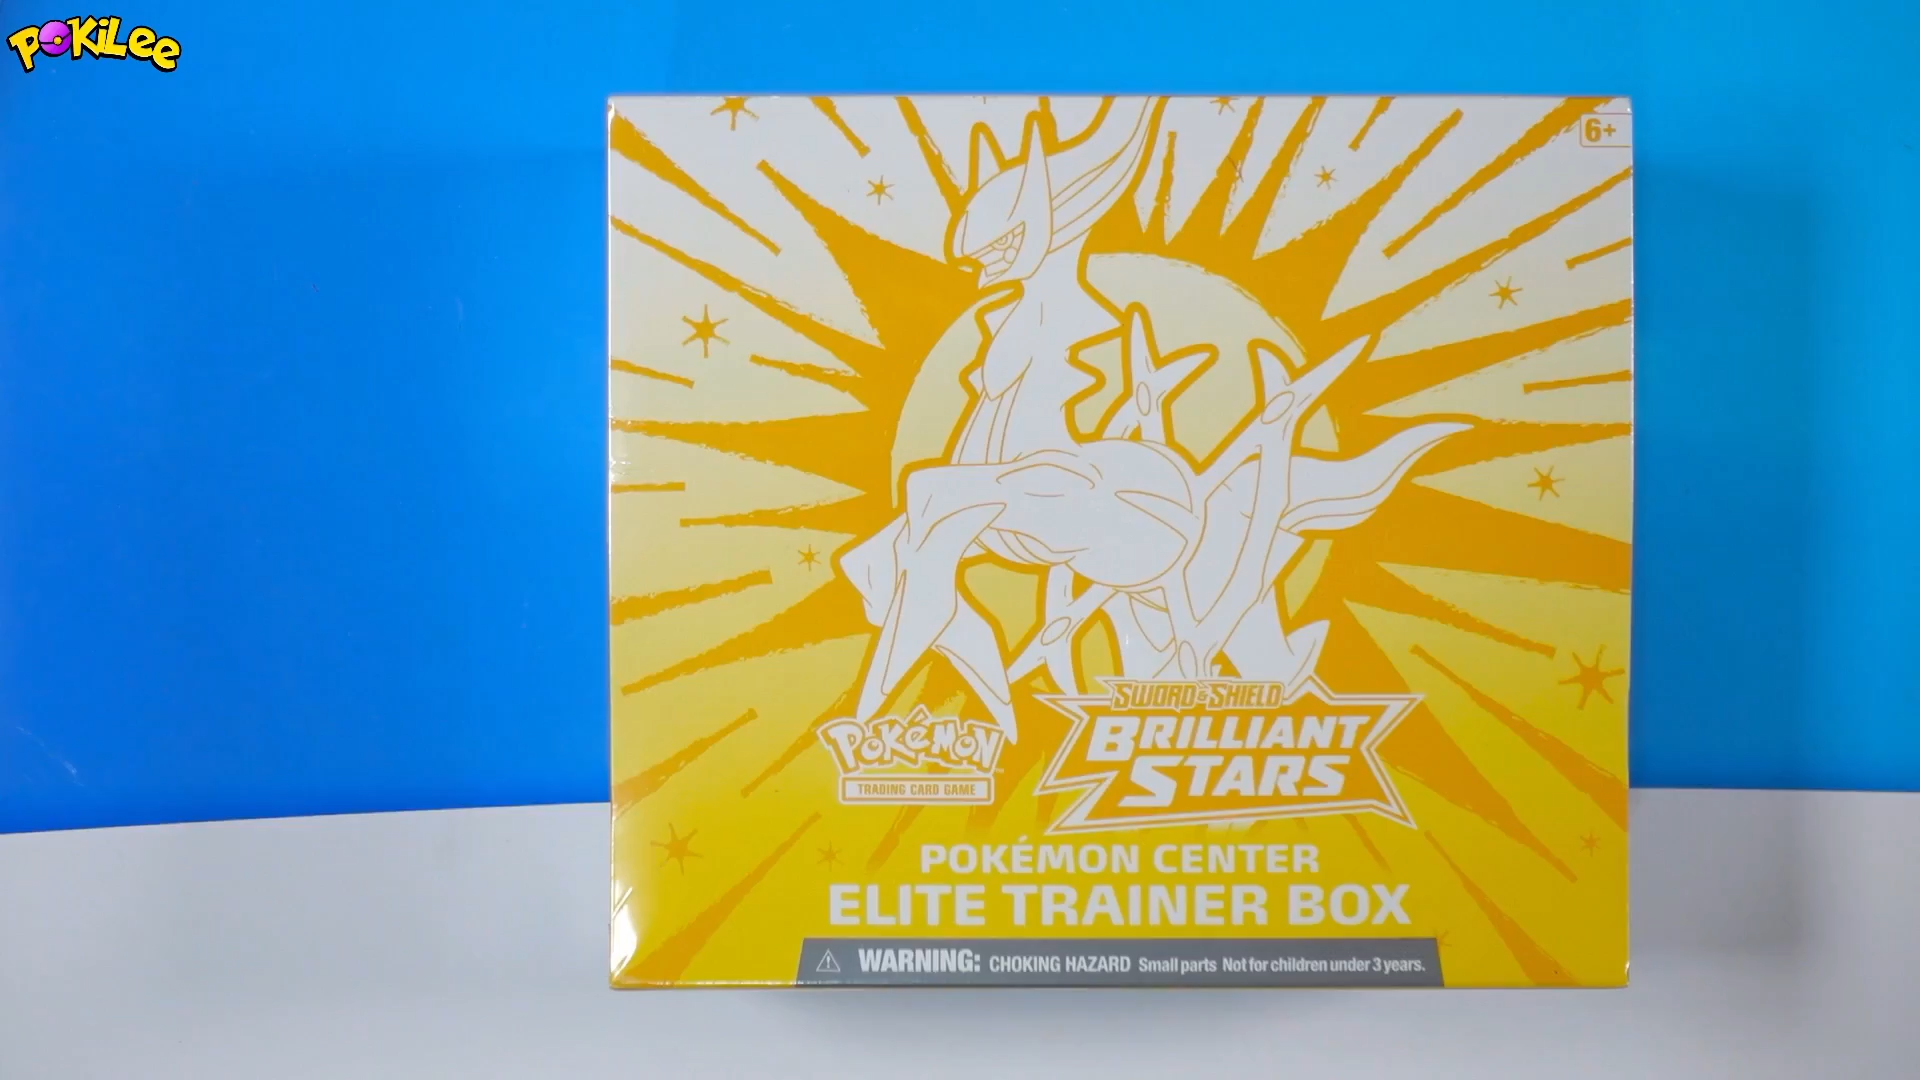 POKiLee
6+
SWORD & SHIELD
BRILLIANT
STARS
POKéMON
TRADING CARD GAME
POKÉMON CENTER
ELITE TRAINER BOX
WARNING: CHOKING HAZARD Small parts Not for children under 3 years.